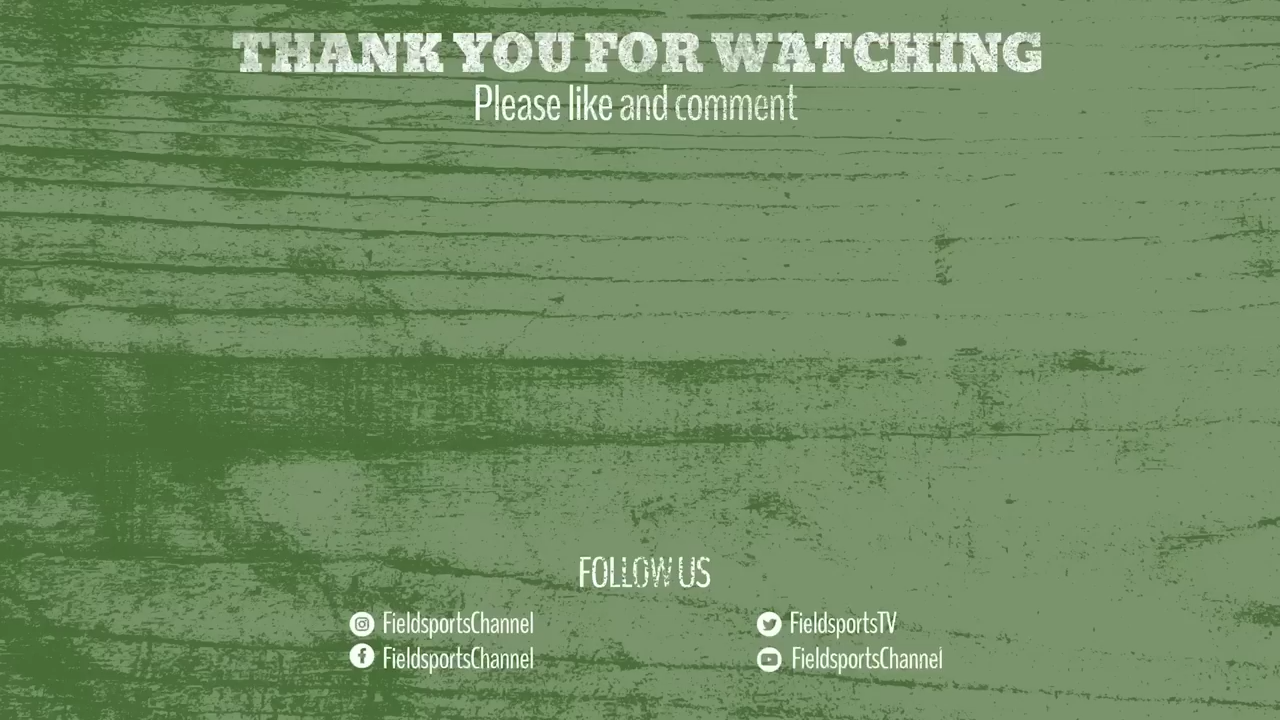 THANK YOU FOR WATCHING
Please like and comment
FOLLOW US
FieldsportsChannel
FieldsportsTV
FieldsportsChannel
FieldsportsChannel